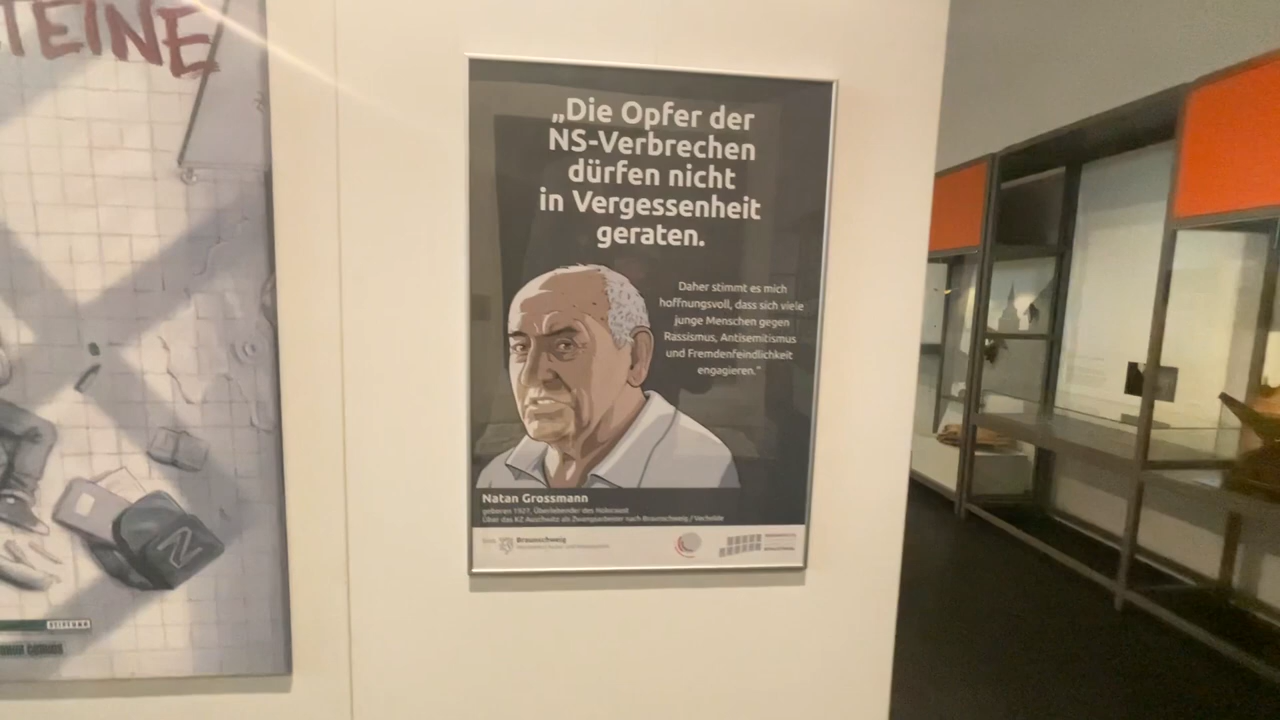 TEINE
„Die Opfer der
NS-Verbrechen
dürfen nicht
in Vergessenheit
geraten.
Daher stimmt es mich
hoffnungsvoll, dass sich viele
junge Menschen gegen
Rassismus, Antisemitismus
und Fremdenfeindlichkeit
engagieren.“
Natan Grossmann
geboren 1927, Überlebender des Holocaust
Über das KZ Auschwitz als Zwangsarbeiter nach Braunschweig / Vechelde
Braunschweig
STIFTUNG